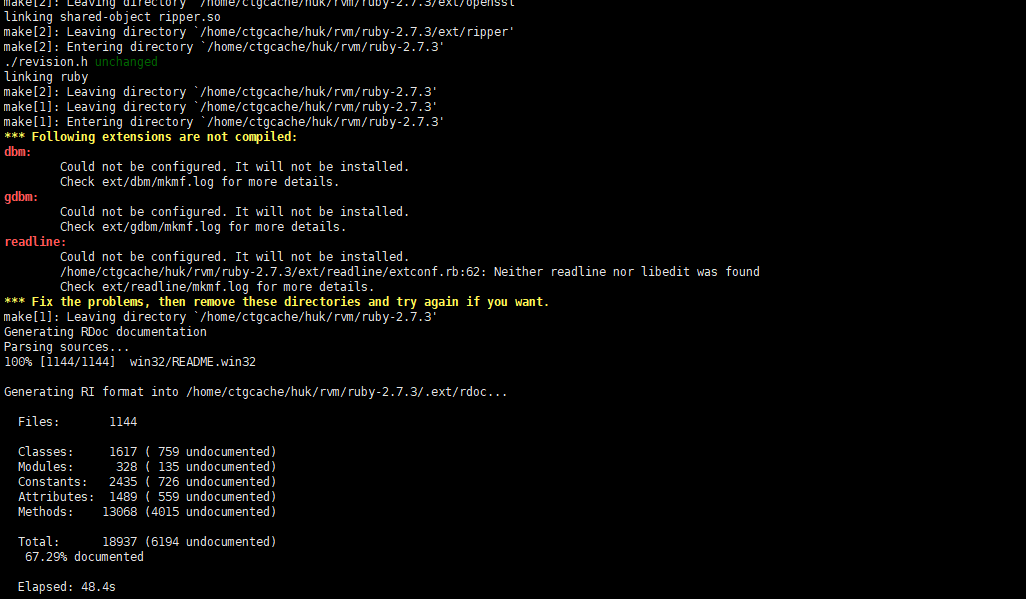 make[2]: Leaving directory `/home/ctgcache/huk/rvm/ruby-2.7.3/ext/openssl'
linking shared-object ripper.so
make[2]: Leaving directory `/home/ctgcache/huk/rvm/ruby-2.7.3/ext/ripper'
make[2]: Entering directory `/home/ctgcache/huk/rvm/ruby-2.7.3'
./revision.h unchanged
linking ruby
make[2]: Leaving directory `/home/ctgcache/huk/rvm/ruby-2.7.3'
make[1]: Leaving directory `/home/ctgcache/huk/rvm/ruby-2.7.3'
make[1]: Entering directory `/home/ctgcache/huk/rvm/ruby-2.7.3'
*** Following extensions are not compiled:
dbm:
        Could not be configured. It will not be installed.
        Check ext/dbm/mkmf.log for more details.
gdbm:
        Could not be configured. It will not be installed.
        Check ext/gdbm/mkmf.log for more details.
readline:
        Could not be configured. It will not be installed.
        /home/ctgcache/huk/rvm/ruby-2.7.3/ext/readline/extconf.rb:62: Neither readline nor libedit was found
        Check ext/readline/mkmf.log for more details.
*** Fix the problems, then remove these directories and try again if you want.
make[1]: Leaving directory `/home/ctgcache/huk/rvm/ruby-2.7.3'
Generating RDoc documentation
Parsing sources...
100% [1144/1144]  win32/README.win32
Generating RI format into /home/ctgcache/huk/rvm/ruby-2.7.3/.ext/rdoc...
  Files:       1144
  Classes:     1617 ( 759 undocumented)
  Modules:      328 ( 135 undocumented)
  Constants:   2435 ( 726 undocumented)
  Attributes:  1489 ( 559 undocumented)
  Methods:    13068 (4015 undocumented)
  Total:      18937 (6194 undocumented)
   67.29% documented
  Elapsed: 48.4s